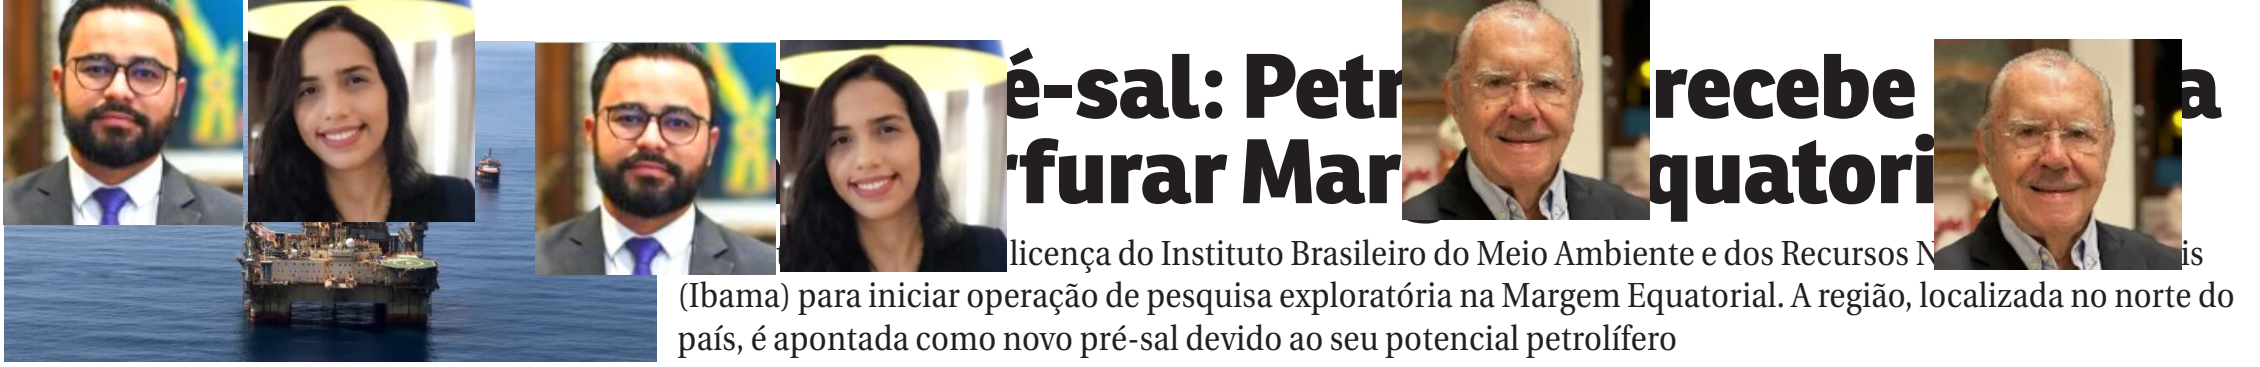 é-sal: Petr recebe a
rfurar Mar quatori
licença do Instituto Brasileiro do Meio Ambiente e dos Recursos N is
(Ibama) para iniciar operação de pesquisa exploratória na Margem Equatorial. A região, localizada no norte do
país, é apontada como novo pré-sal devido ao seu potencial petrolífero